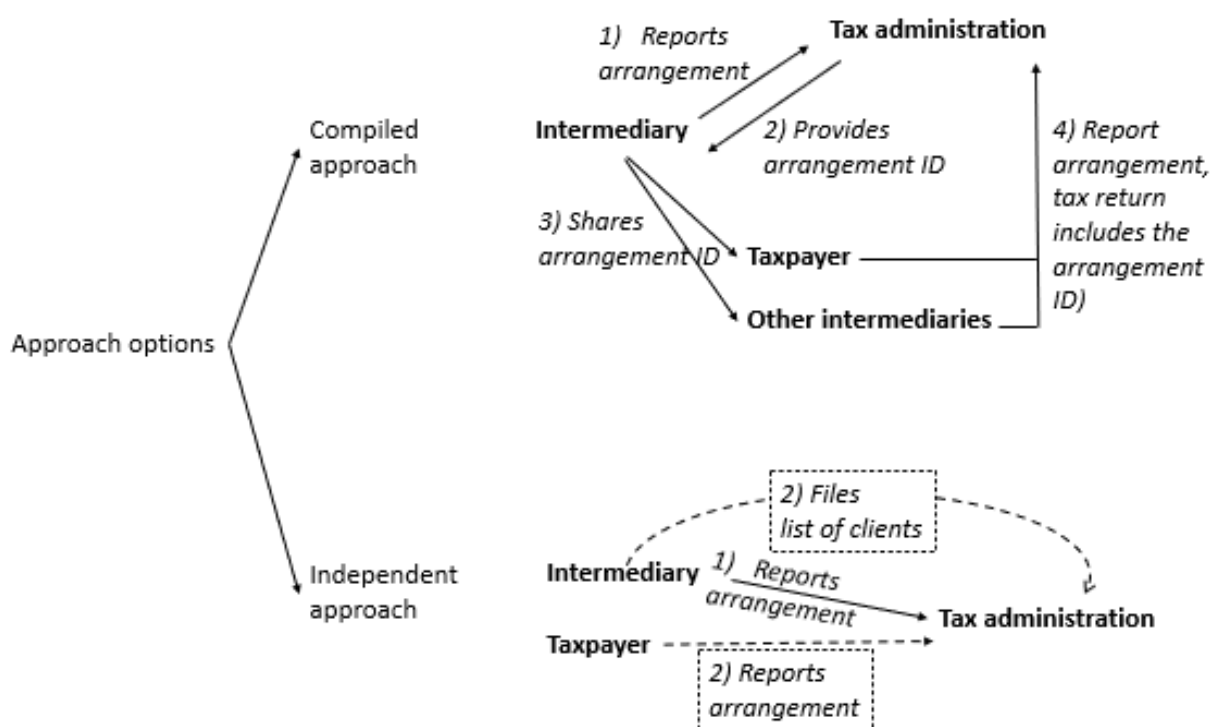 1) Reports
arrangement
Tax administration
Compiled
approach
Intermediary
2) Provides
arrangement ID
4) Report
arrangement,
tax return
includes the
arrangement
ID)
3) Shares
arrangement ID
Taxpayer
Other intermediaries
Approach options
2) Files
list of clients
Independent
approach
Intermediary
1) Reports
arrangement
Tax administration
Taxpayer
2) Reports
arrangement